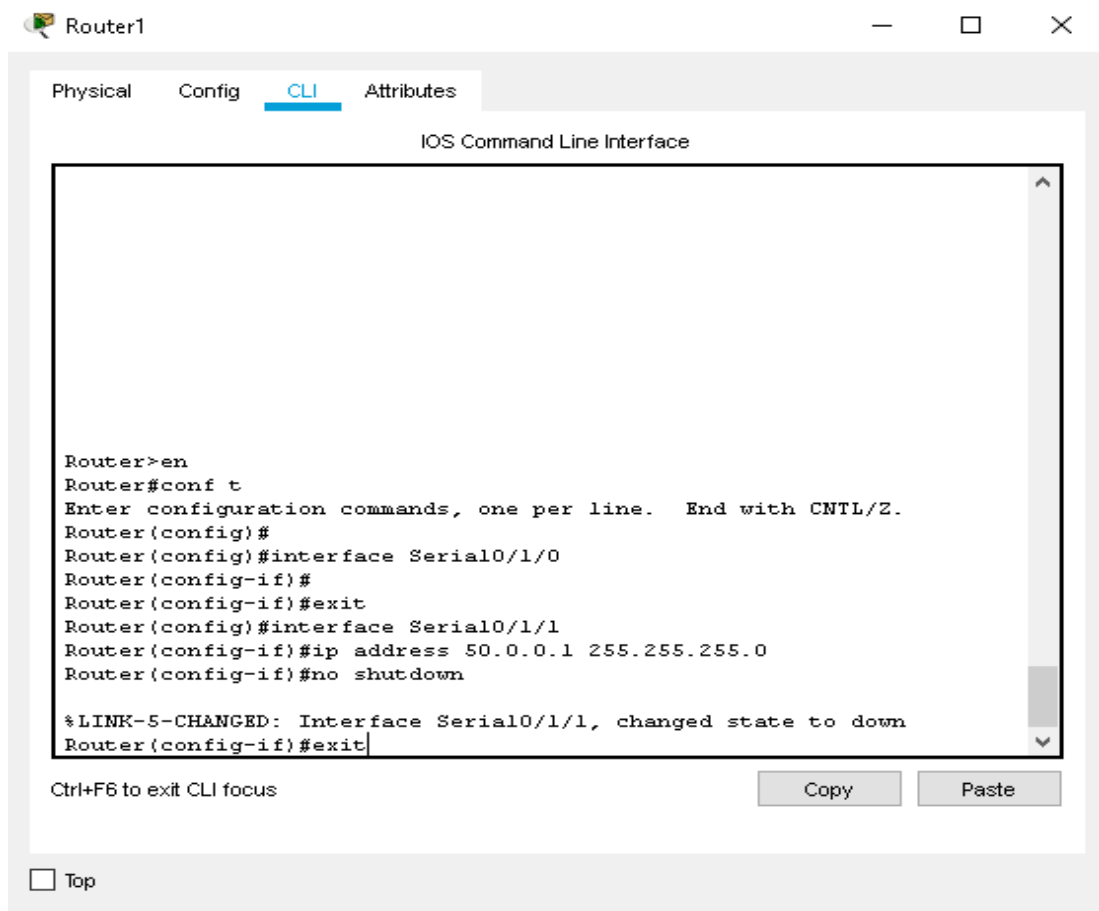 Router1
Physical Config CLI Attributes
IOS Command Line Interface
Router>en
Router#conf t
Enter configuration commands, one per line.  End with CNTL/Z.
Router(config)#
Router(config)#interface Serial0/1/0
Router(config-if)#
Router(config-if)#exit
Router(config)#interface Serial0/1/1
Router(config-if)#ip address 50.0.0.1 255.255.255.0
Router(config-if)#no shutdown
%LINK-5-CHANGED: Interface Serial0/1/1, changed state to down
Router(config-if)#exit
Ctrl+F6 to exit CLI focus Copy Paste
Top